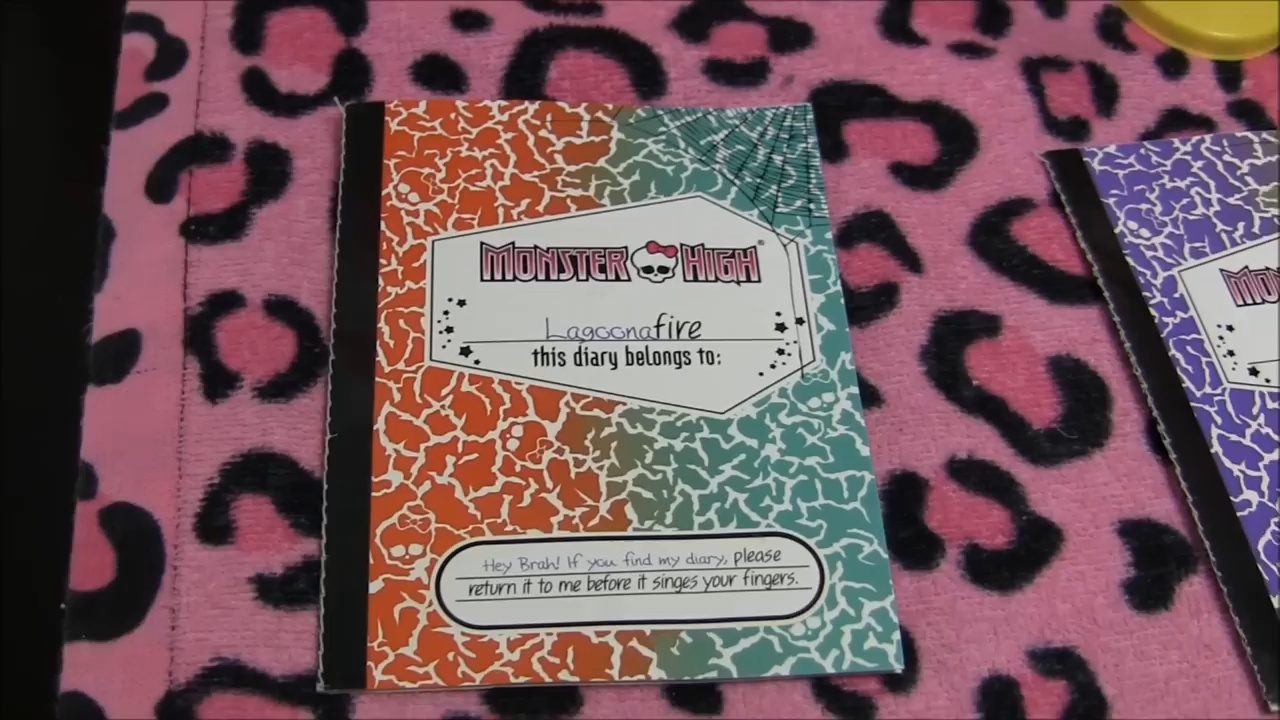 MONSTER HIGH®
Lagoonafire
this diary belongs to:
Hey Brah! If you find my diary, please
return it to me before it singes your fingers.